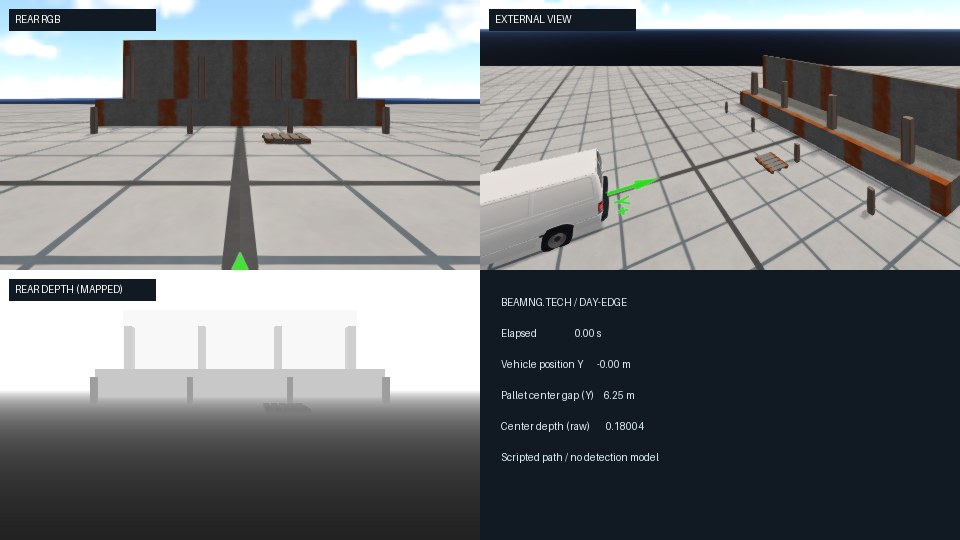 REAR RGB
EXTERNAL VIEW
REAR DEPTH (MAPPED)
BEAMNG.TECH / DAY-EDGE
Elapsed 0.00 s
Vehicle position Y -0.00 m
Pallet center gap (Y) 6.25 m
Center depth (raw) 0.18004
Scripted path / no detection model